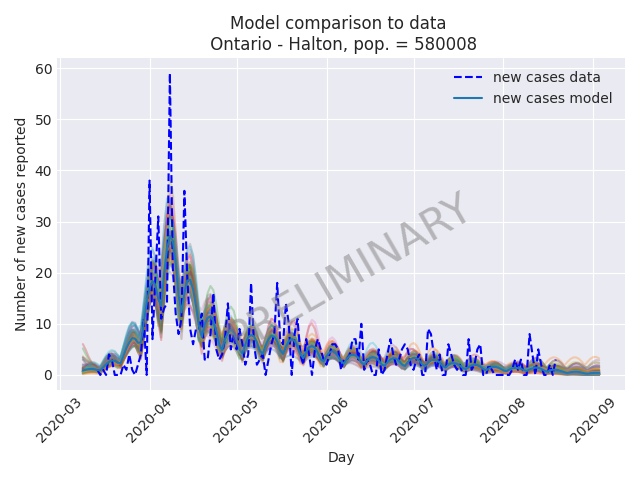 Model comparison to data
Ontario - Halton, pop. = 580008
60
50
40
30
20
10
0
Number of new cases reported
new cases data
new cases model
PRELIMINARY
2020-03
2020-04
2020-05
2020-06
2020-07
2020-08
2020-09
Day